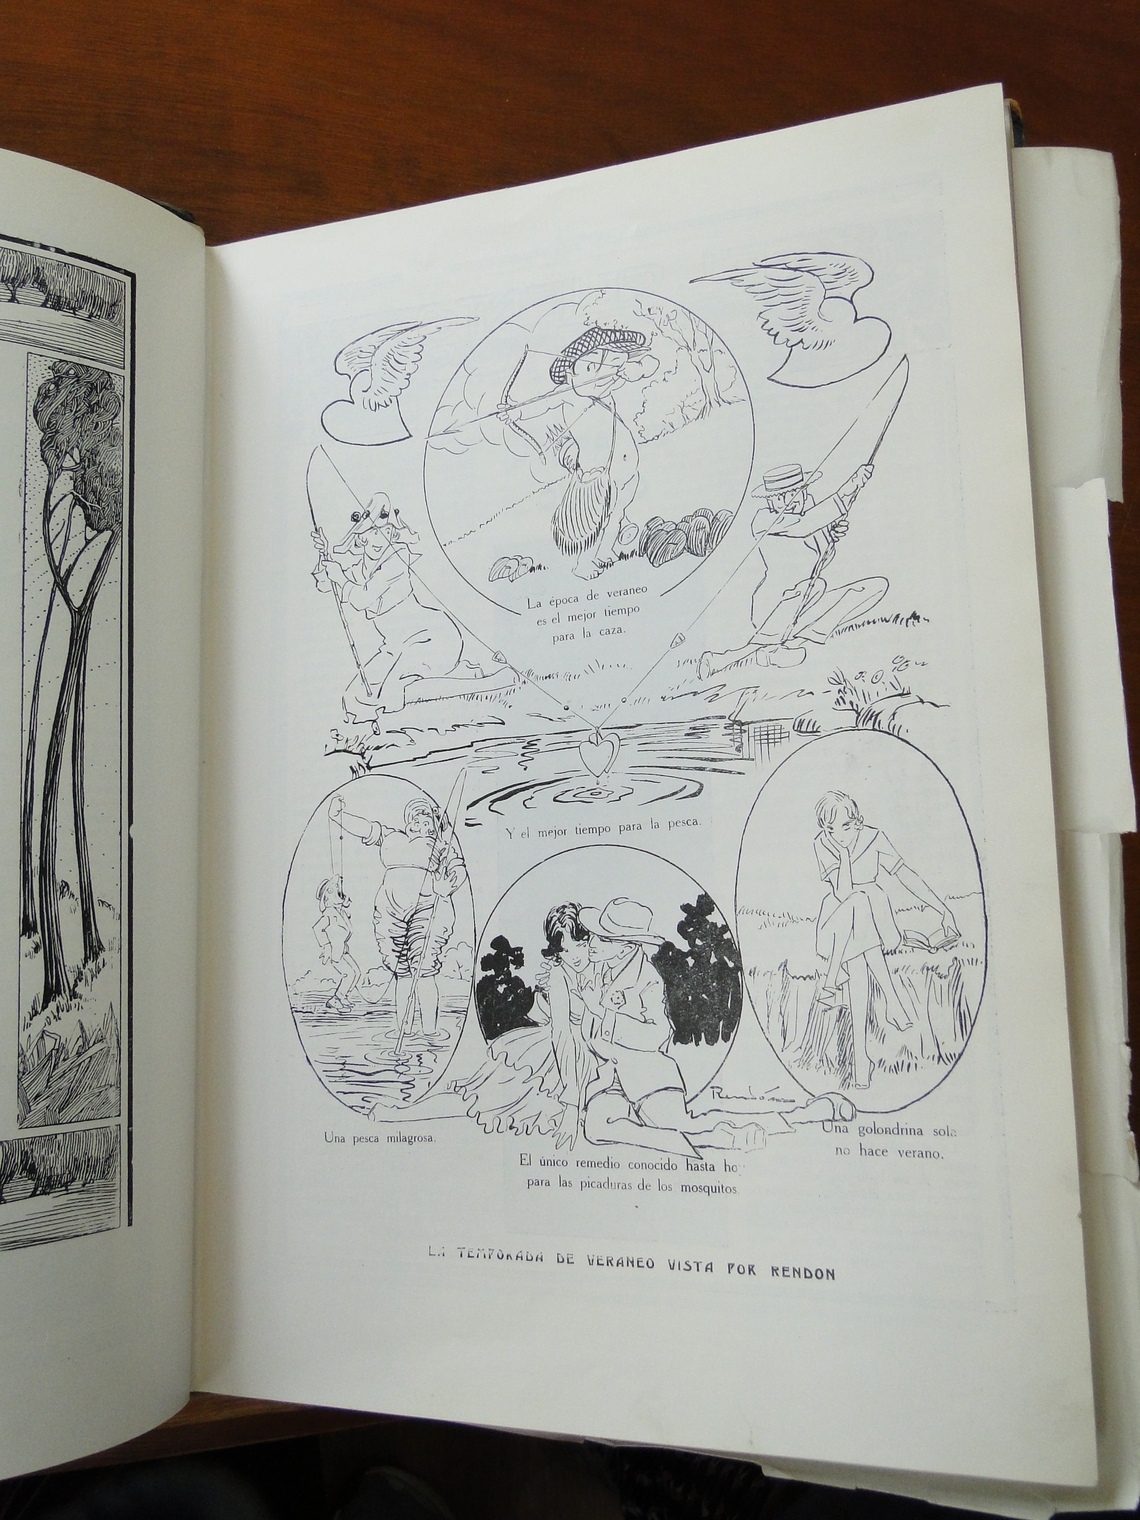 La época de veraneo
es el mejor tiempo
para la caza.
Y el mejor tiempo para la pesca.
Una pesca milagrosa.
Rendón
El único remedio conocido hasta ho
para las picaduras de los mosquitos
Una golondrina sola
no hace verano.
LA TEMPORADA DE VERANEO VISTA POR RENDON